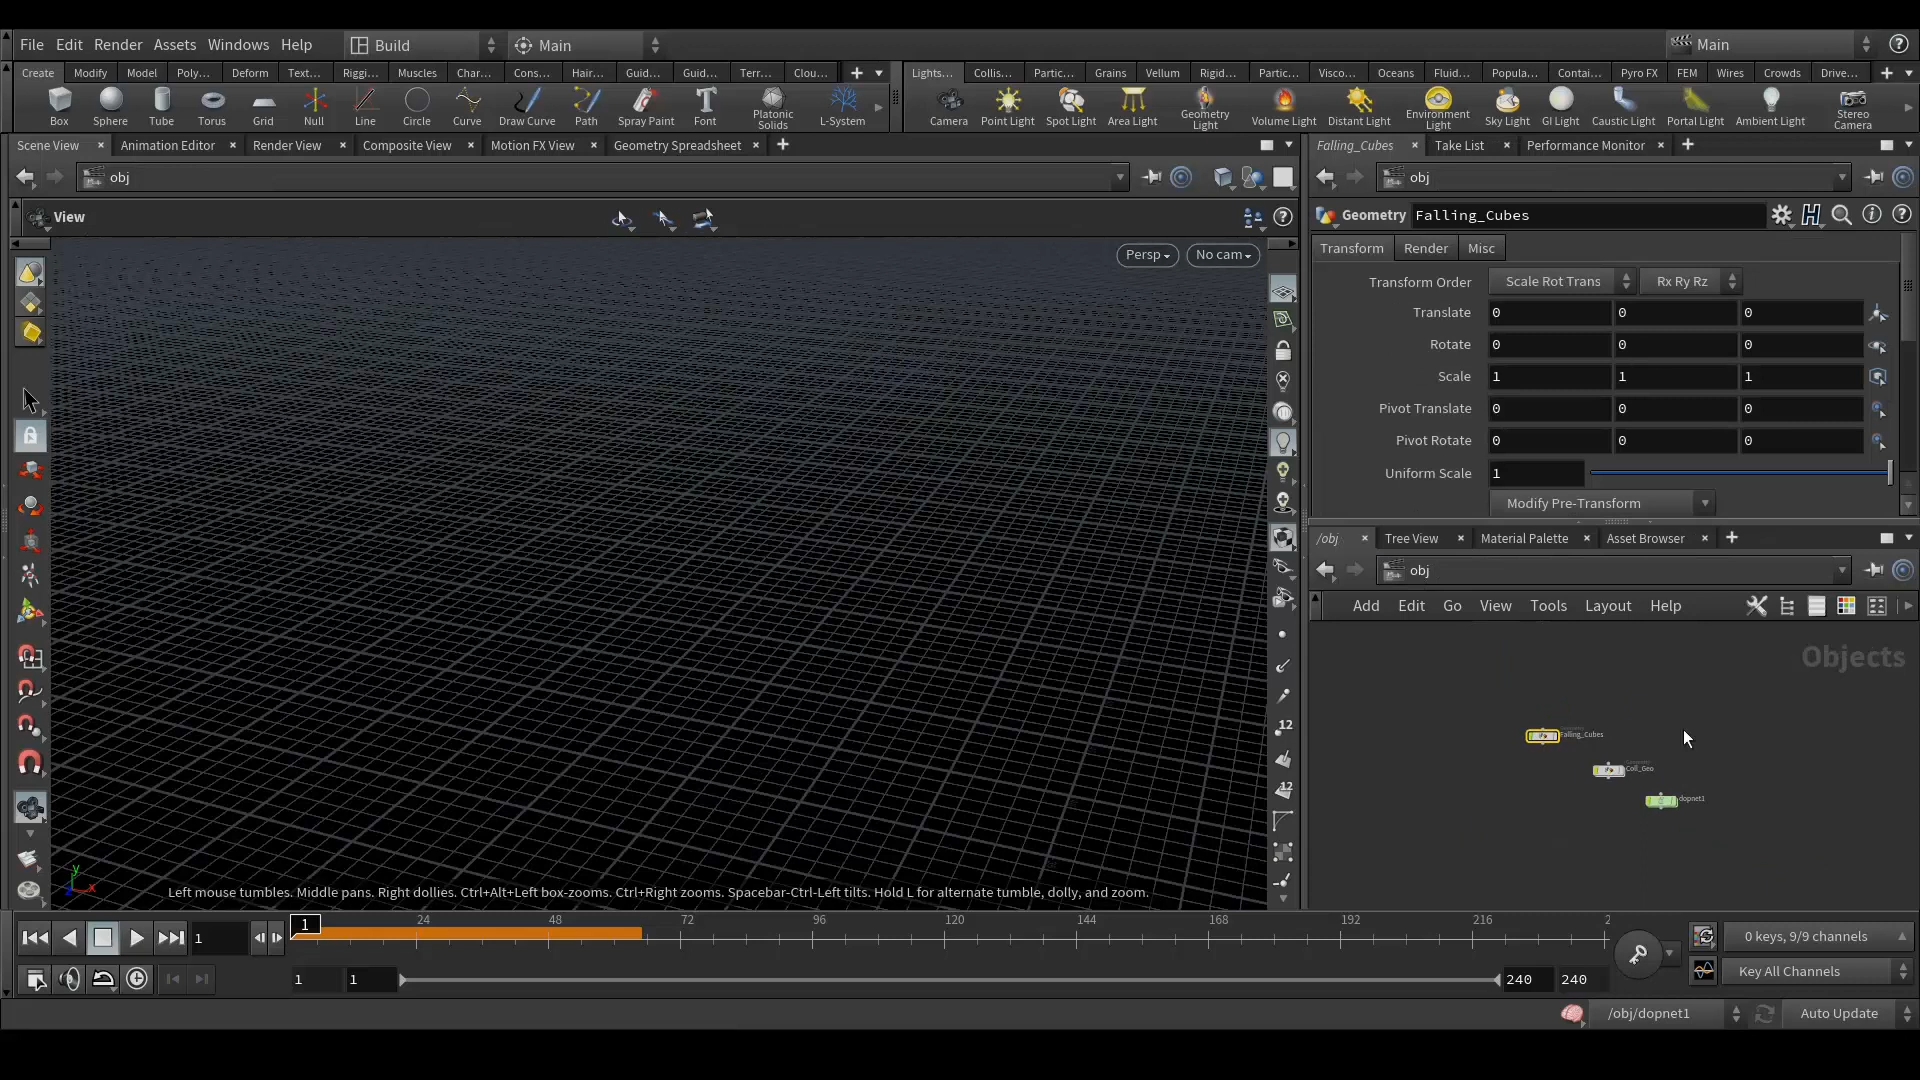 File Edit Render Assets Windows Help Build Main Main
Create Modify Model Poly... Deform Text... Riggi... Muscles Char... Cons... Hair... Guid... Guid... Terr... Clou... Lights... Collis... Partic... Grains Vellum Rigid... Partic... Visco... Oceans Fluid... Popula... Contai... Pyro FX FEM Wires Crowds Drive...
Box Sphere Tube Torus Grid Null Line Circle Curve Draw Curve Path Spray Paint Font Platonic Solids L-System Camera Point Light Spot Light Area Light Geometry Light Volume Light Distant Light Environment Light Sky Light GI Light Caustic Light Portal Light Ambient Light Stereo Camera
Scene View Animation Editor Render View Composite View Motion FX View Geometry Spreadsheet
obj
View
Persp No cam
Left mouse tumbles. Middle pans. Right dollies. Ctrl+Alt+Left box-zooms. Ctrl+Right zooms. Spacebar-Ctrl-Left tilts. Hold L for alternate tumble, dolly, and zoom.
y
x
12
12
Falling_Cubes Take List Performance Monitor
obj
Geometry Falling_Cubes
Transform Render Misc
Transform Order Scale Rot Trans Rx Ry Rz
Translate 0 0 0
Rotate 0 0 0
Scale 1 1 1
Pivot Translate 0 0 0
Pivot Rotate 0 0 0
Uniform Scale 1
Modify Pre-Transform
/obj Tree View Material Palette Asset Browser
obj
Add Edit Go View Tools Layout Help
Objects
Falling_Cubes
Coll_Geo
dopnet1
1 1 24 48 72 96 120 144 168 192 216 2
0 keys, 9/9 channels
1 1 240 240
Key All Channels
/obj/dopnet1 Auto Update